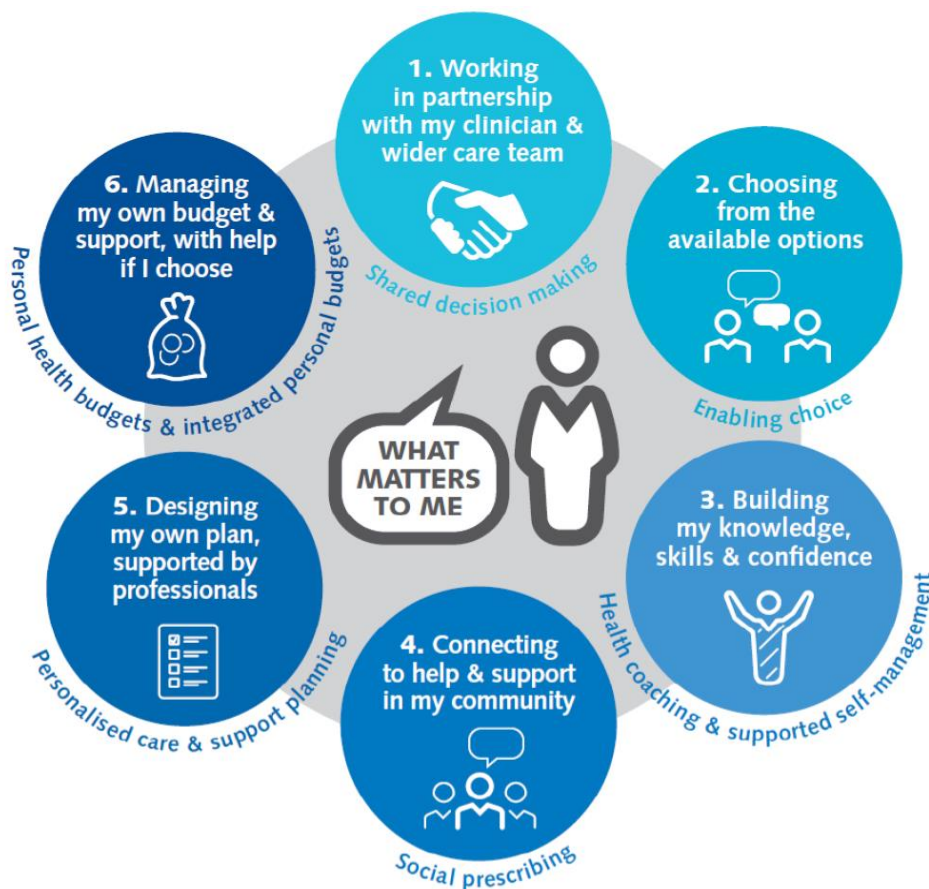 1. Working
in partnership
with my clinician &
wider care team
Shared decision making
2. Choosing
from the
available options
Enabling choice
3. Building
my knowledge,
skills & confidence
Health coaching & supported self-management
4. Connecting
to help & support
in my community
Social prescribing
5. Designing
my own plan,
supported by
professionals
Personalised care & support planning
6. Managing
my own budget &
support, with help
if I choose
Personal health budgets & integrated personal budgets
WHAT
MATTERS
TO ME